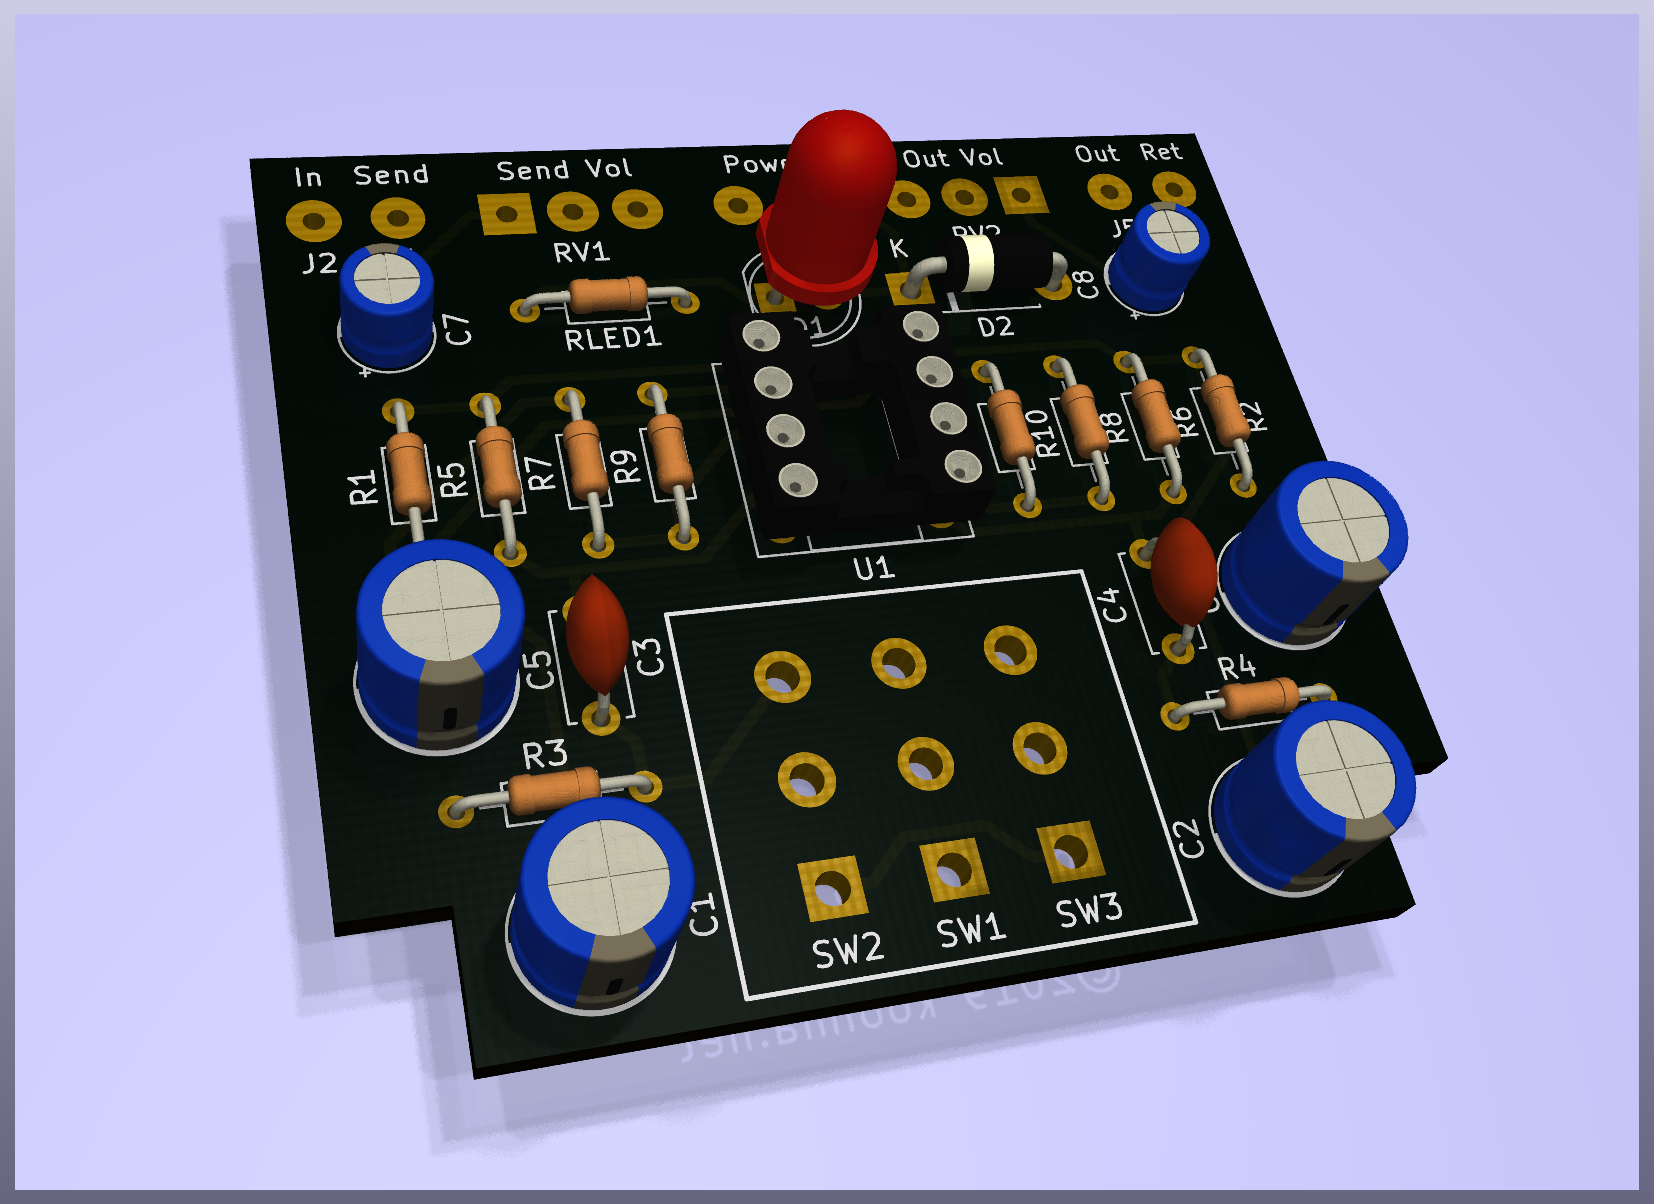 In Send Send Vol Out Vol Out Ret
J2 RV1 K
C7 RLED1 D2 C8
+ +
R1 R5 R7 R9 R10 R8 R6 R2
U1
C5 C3 C4
R3 R4
C1 C2
SW2 SW1 SW3
©2019